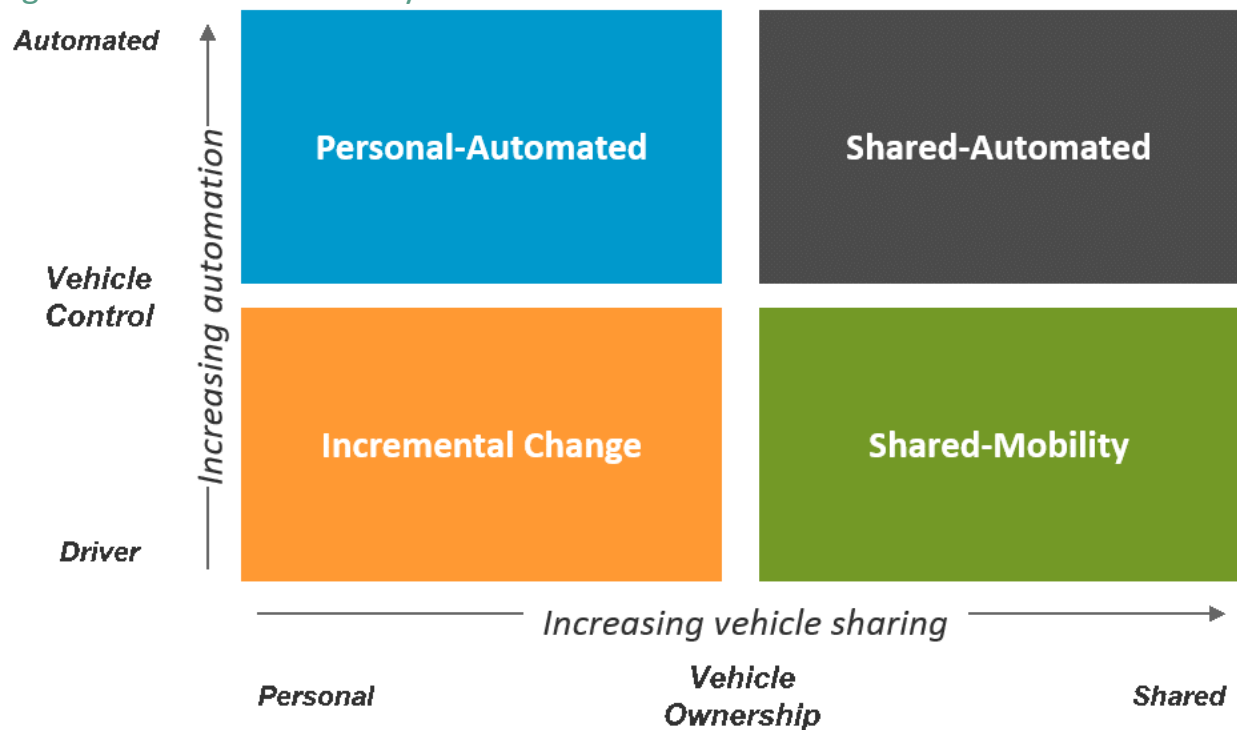 Automated
Personal-Automated
Shared-Automated
Increasing automation
Vehicle
Control
Incremental Change
Shared-Mobility
Driver
Increasing vehicle sharing
Personal
Vehicle
Ownership
Shared